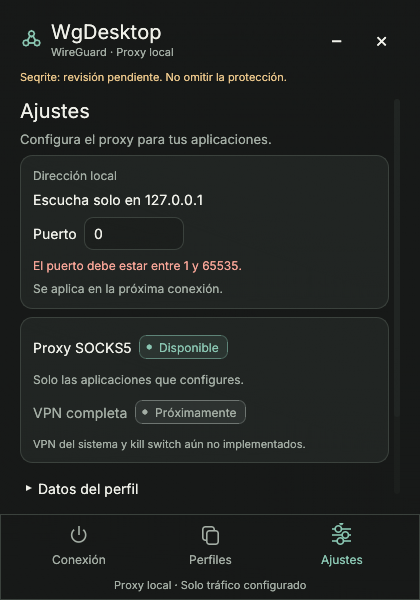 WgDesktop
WireGuard · Proxy local
Seqrite: revisión pendiente. No omitir la protección.
Ajustes
Configura el proxy para tus aplicaciones.
Dirección local
Escucha solo en 127.0.0.1
Puerto 0
El puerto debe estar entre 1 y 65535.
Se aplica en la próxima conexión.
Proxy SOCKS5 • Disponible
Solo las aplicaciones que configures.
VPN completa • Próximamente
VPN del sistema y kill switch aún no implementados.
Datos del perfil
Conexión Perfiles Ajustes
Proxy local · Solo tráfico configurado